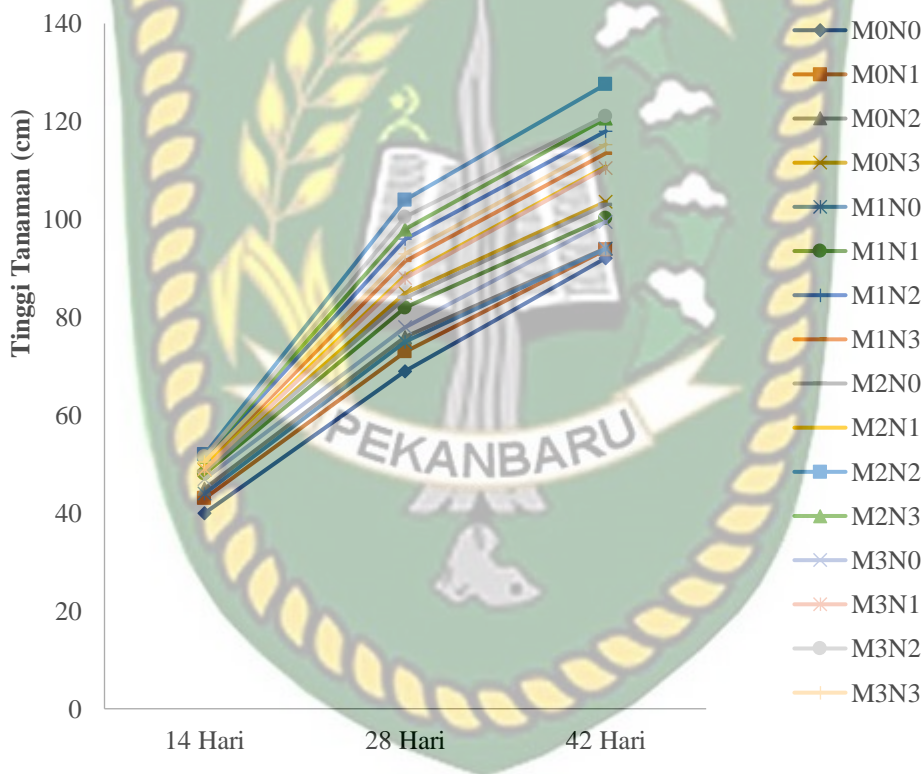 Tinggi Tanaman (cm)
140
120
100
80
60
40
20
0
14 Hari
28 Hari
42 Hari
M0N0
M0N1
M0N2
M0N3
M1N0
M1N1
M1N2
M1N3
M2N0
M2N1
M2N2
M2N3
M3N0
M3N1
M3N2
M3N3
PEKANBARU